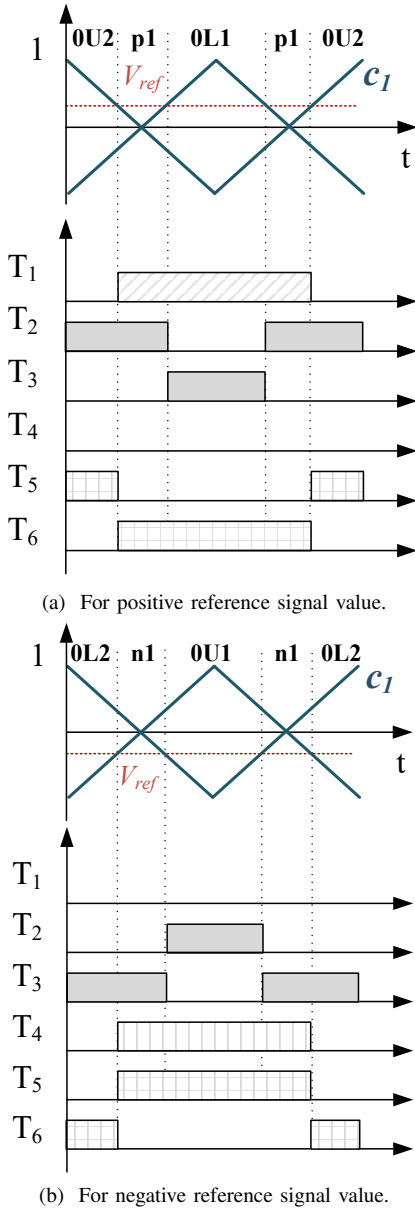 0U2 p1 0L1 p1 0U2
1
V_ref
c_1
t
T_1
T_2
T_3
T_4
T_5
T_6
(a) For positive reference signal value.
0L2 n1 0U1 n1 0L2
1
c_1
t
V_ref
T_1
T_2
T_3
T_4
T_5
T_6
(b) For negative reference signal value.